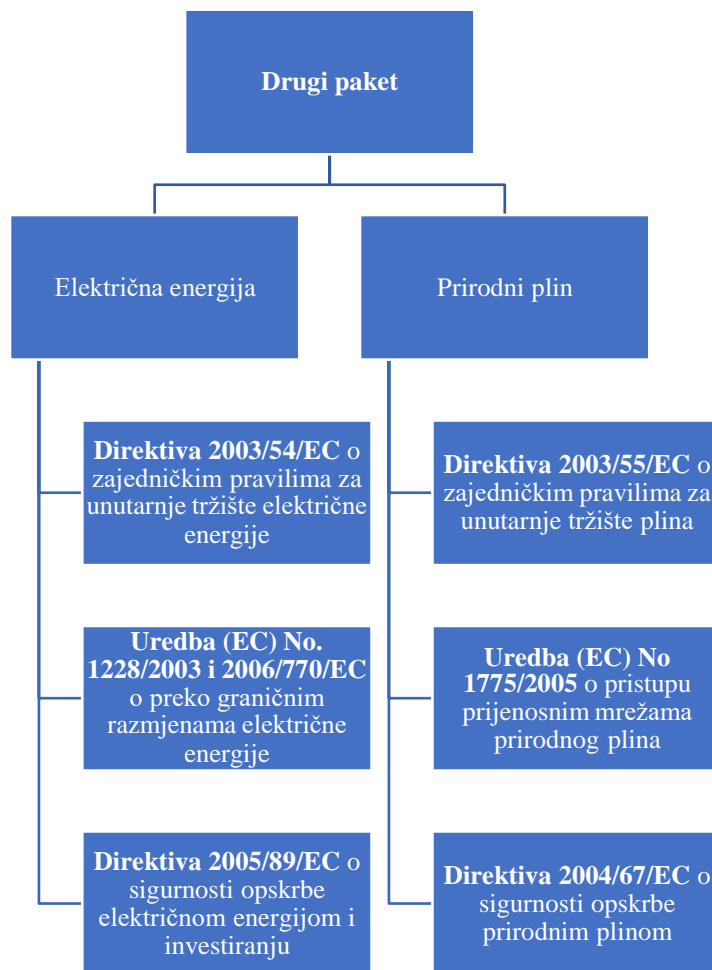 Drugi paket
Električna energija
Prirodni plin
Direktiva 2003/54/EC o
zajedničkim pravilima za
unutarnje tržište električne
energije
Direktiva 2003/55/EC o
zajedničkim pravilima za
unutarnje tržište plina
Uredba (EC) No.
1228/2003 i 2006/770/EC
o preko graničnim
razmjenama električne
energije
Uredba (EC) No
1775/2005 o pristupu
prijenosnim mrežama
prirodnog plina
Direktiva 2005/89/EC o
sigurnosti opskrbe
električnom energijom i
investiranju
Direktiva 2004/67/EC o
sigurnosti opskrbe
prirodnim plinom